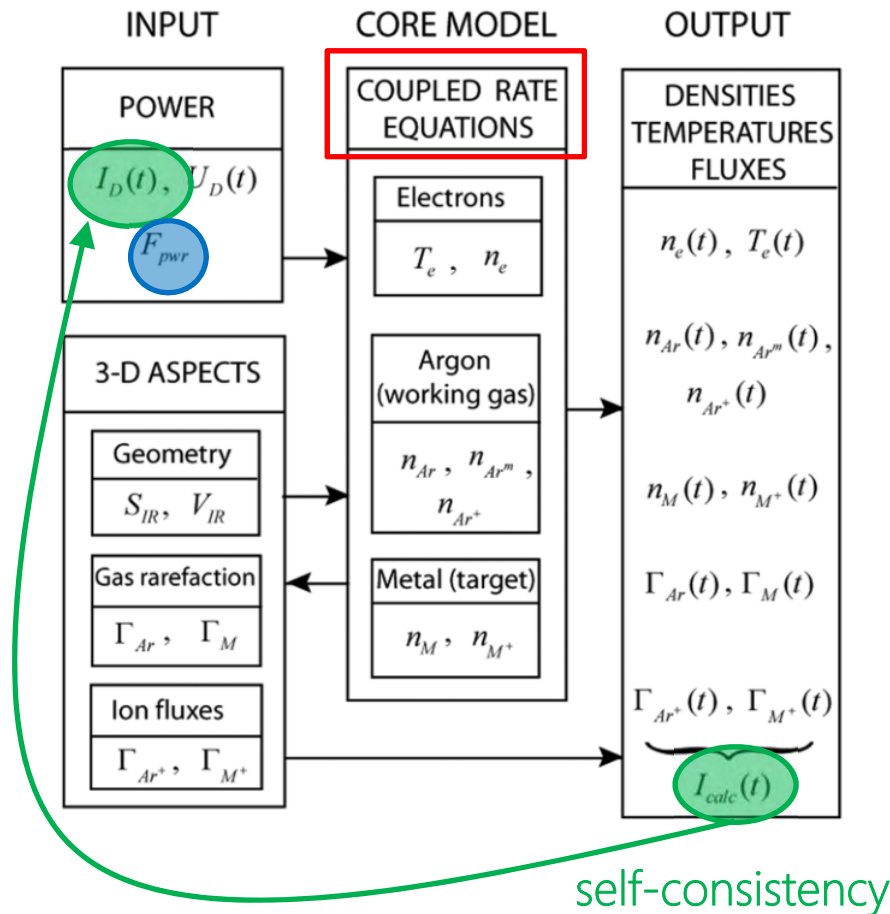 INPUT
POWER
I_D(t), U_D(t)
F_pwr
3-D ASPECTS
Geometry
S_IR, V_IR
Gas rarefaction
Γ_Ar, Γ_M
Ion fluxes
Γ_Ar⁺, Γ_M⁺
CORE MODEL
COUPLED RATE
EQUATIONS
Electrons
T_e, n_e
Argon
(working gas)
n_Ar, n_Arᵐ,
n_Ar⁺
Metal (target)
n_M, n_M⁺
OUTPUT
DENSITIES
TEMPERATURES
FLUXES
n_e(t), T_e(t)
n_Ar(t), n_Arᵐ(t),
n_Ar⁺(t)
n_M(t), n_M⁺(t)
Γ_Ar(t), Γ_M(t)
Γ_Ar⁺(t), Γ_M⁺(t)
I_calc(t)
self-consistency